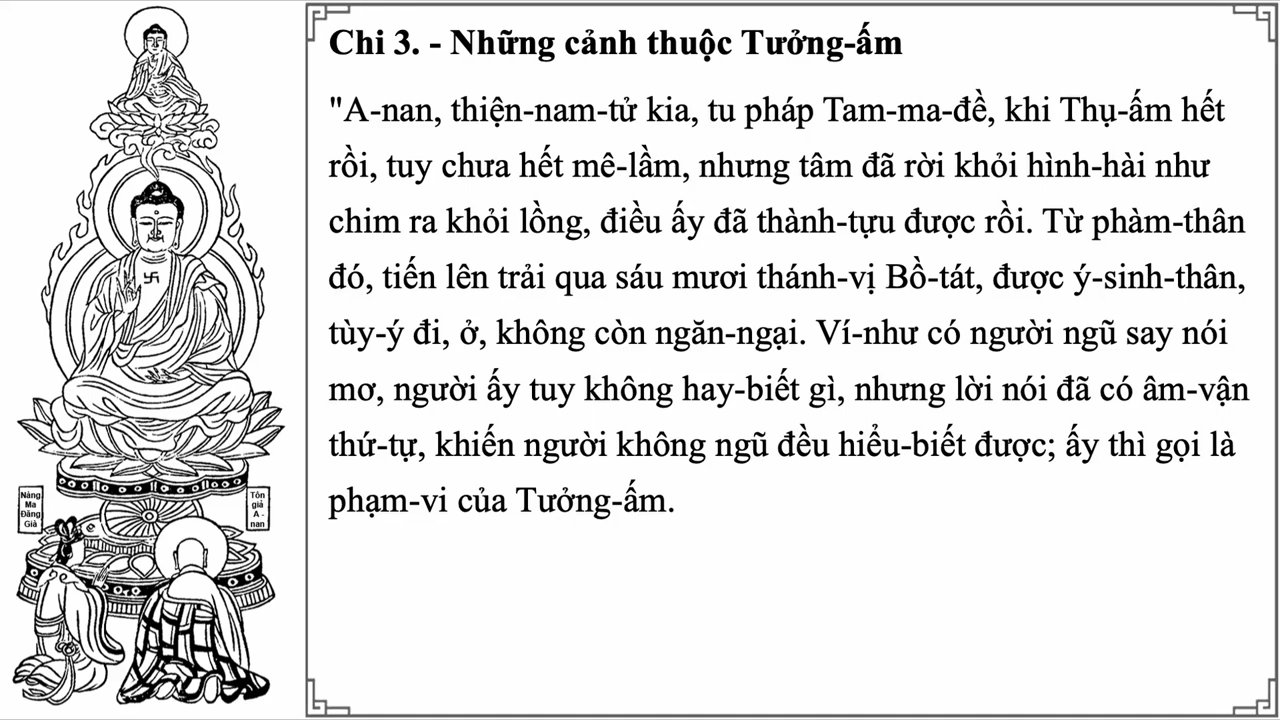 Chi 3. - Những cảnh thuộc Tưởng-ấm
"A-nan, thiện-nam-tử kia, tu pháp Tam-ma-đề, khi Thụ-ấm hết
rồi, tuy chưa hết mê-lầm, nhưng tâm đã rời khỏi hình-hài như
chim ra khỏi lồng, điều ấy đã thành-tựu được rồi. Từ phàm-thân
đó, tiến lên trải qua sáu mươi thánh-vị Bồ-tát, được ý-sinh-thân,
tùy-ý đi, ở, không còn ngăn-ngại. Ví-như có người ngũ say nói
mơ, người ấy tuy không hay-biết gì, nhưng lời nói đã có âm-vận
thứ-tự, khiến người không ngũ đều hiểu-biết được; ấy thì gọi là
phạm-vi của Tưởng-ấm.
Nàng
Ma
Đăng
Già
Tôn
giả
A -
nan